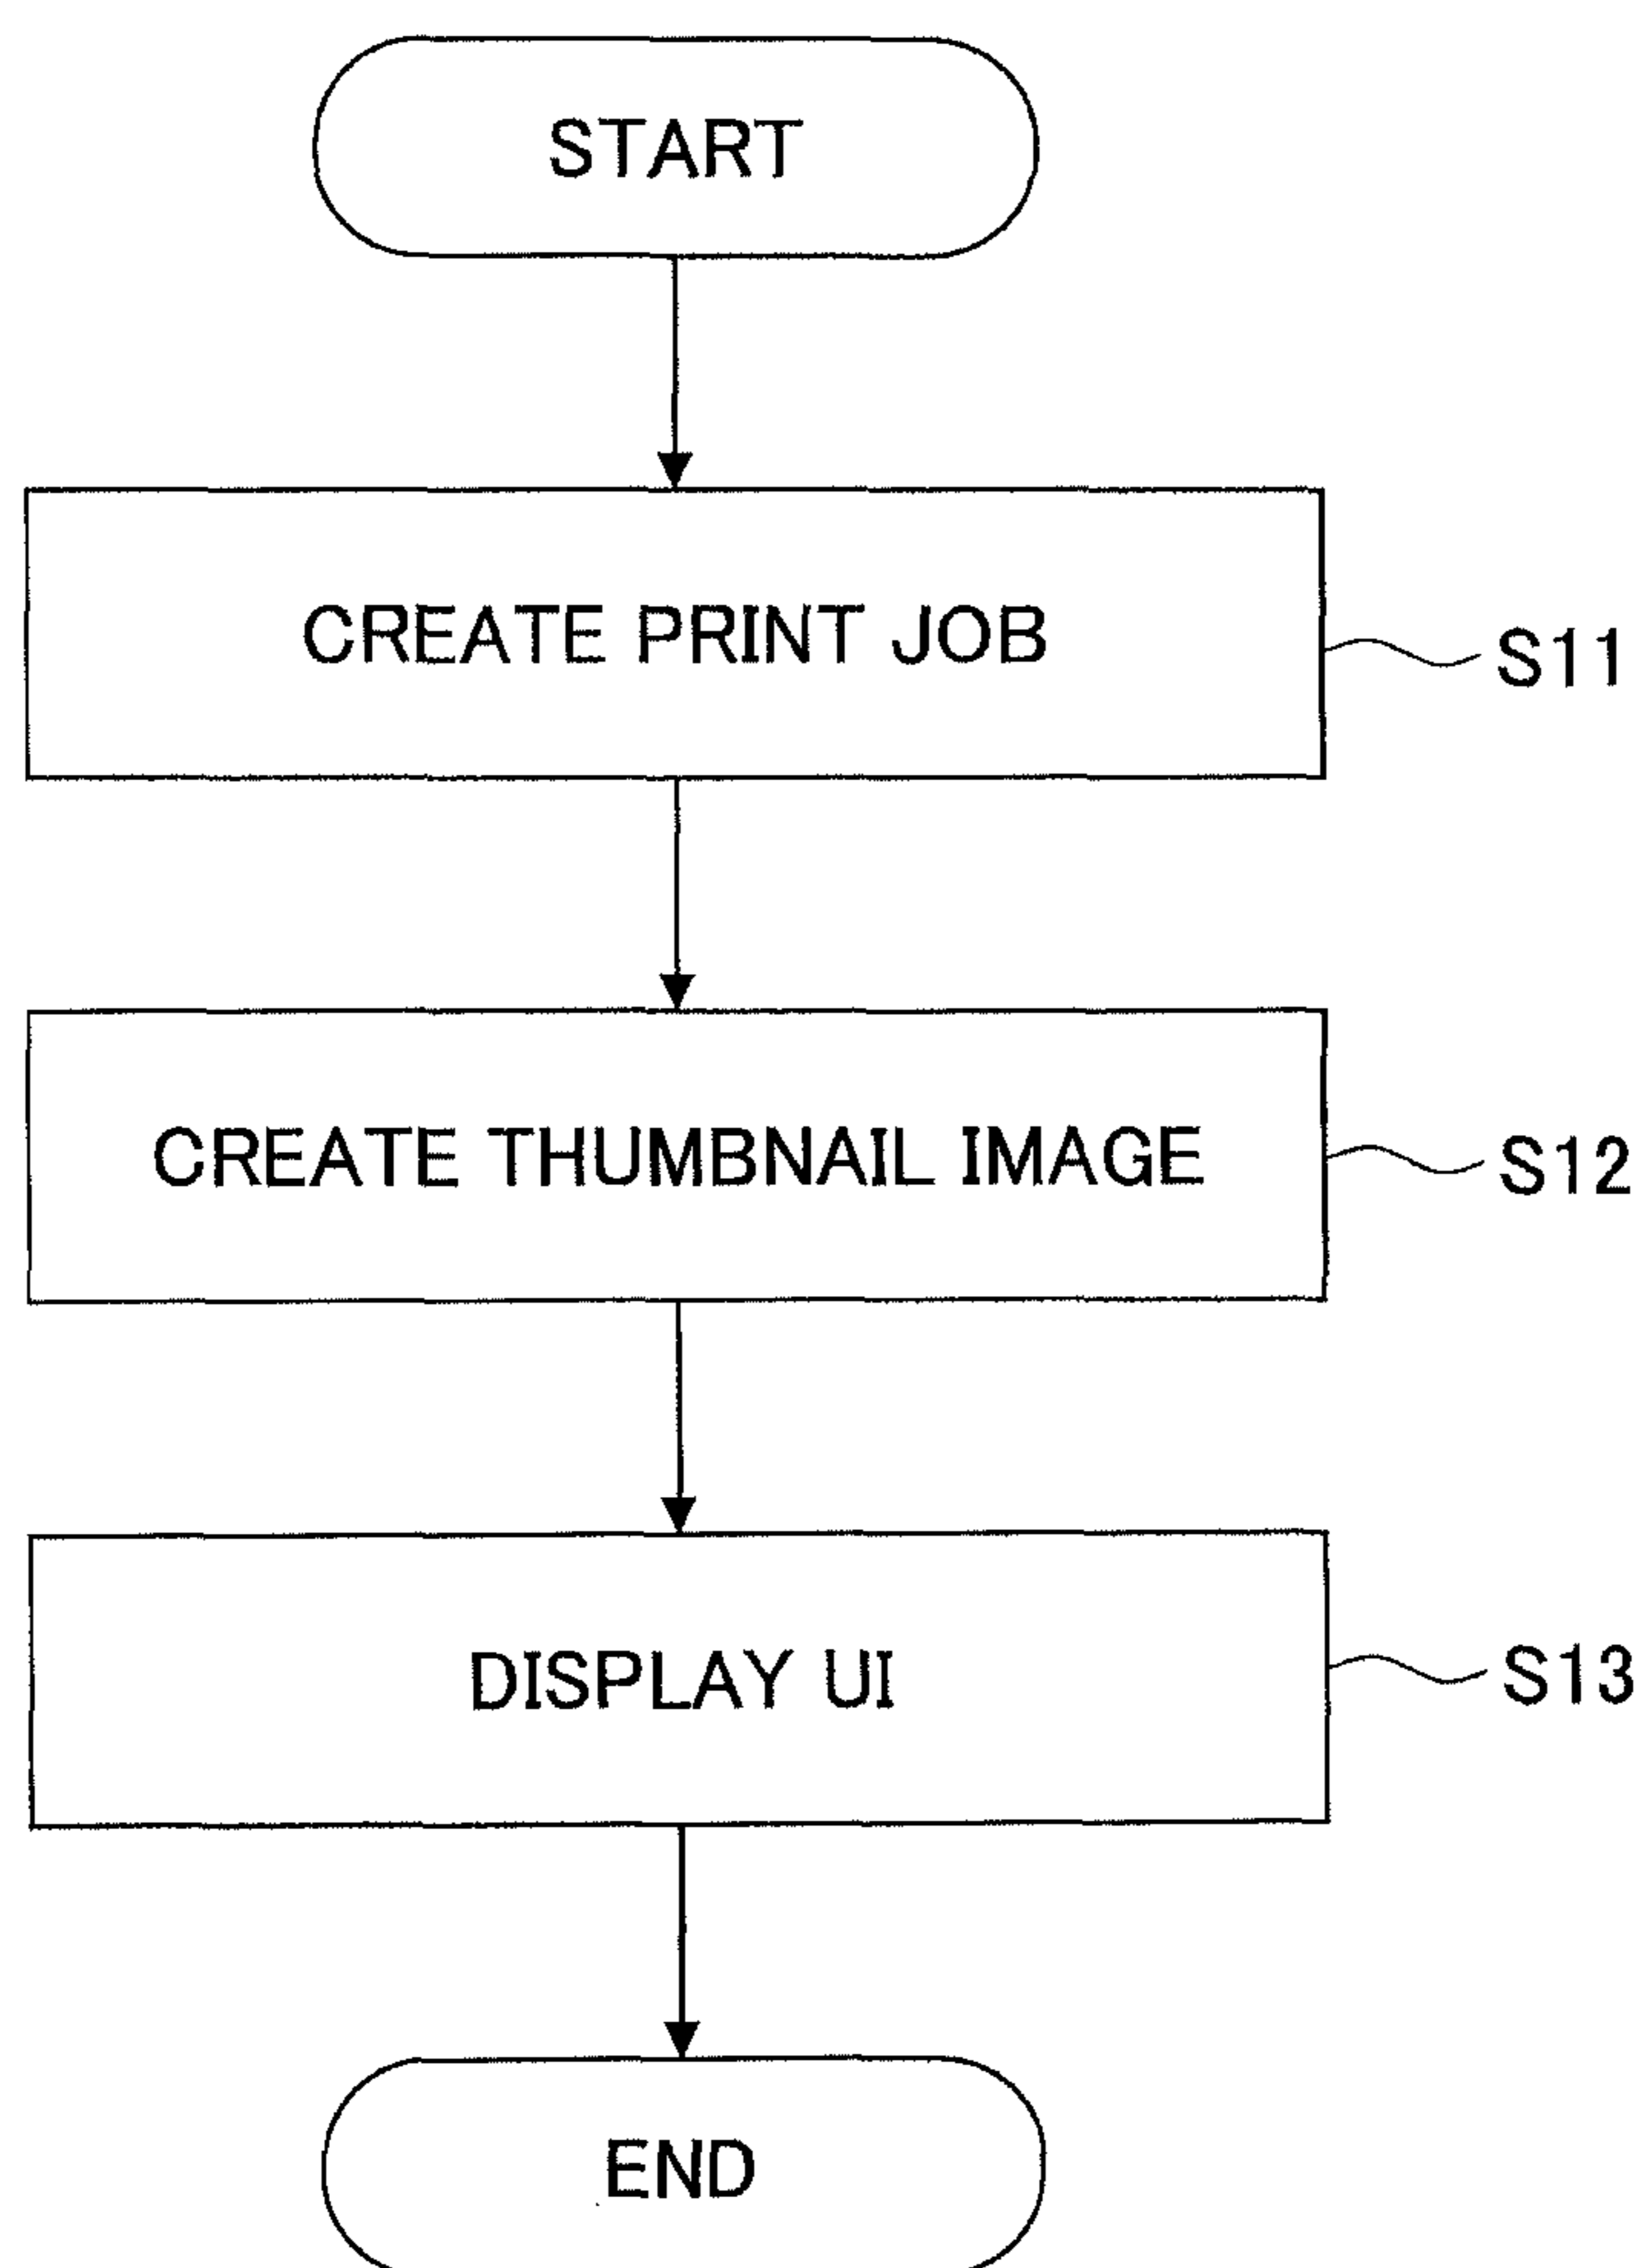 START
CREATE PRINT JOB
S11
CREATE THUMBNAIL IMAGE
S12
DISPLAY UI
S13
END